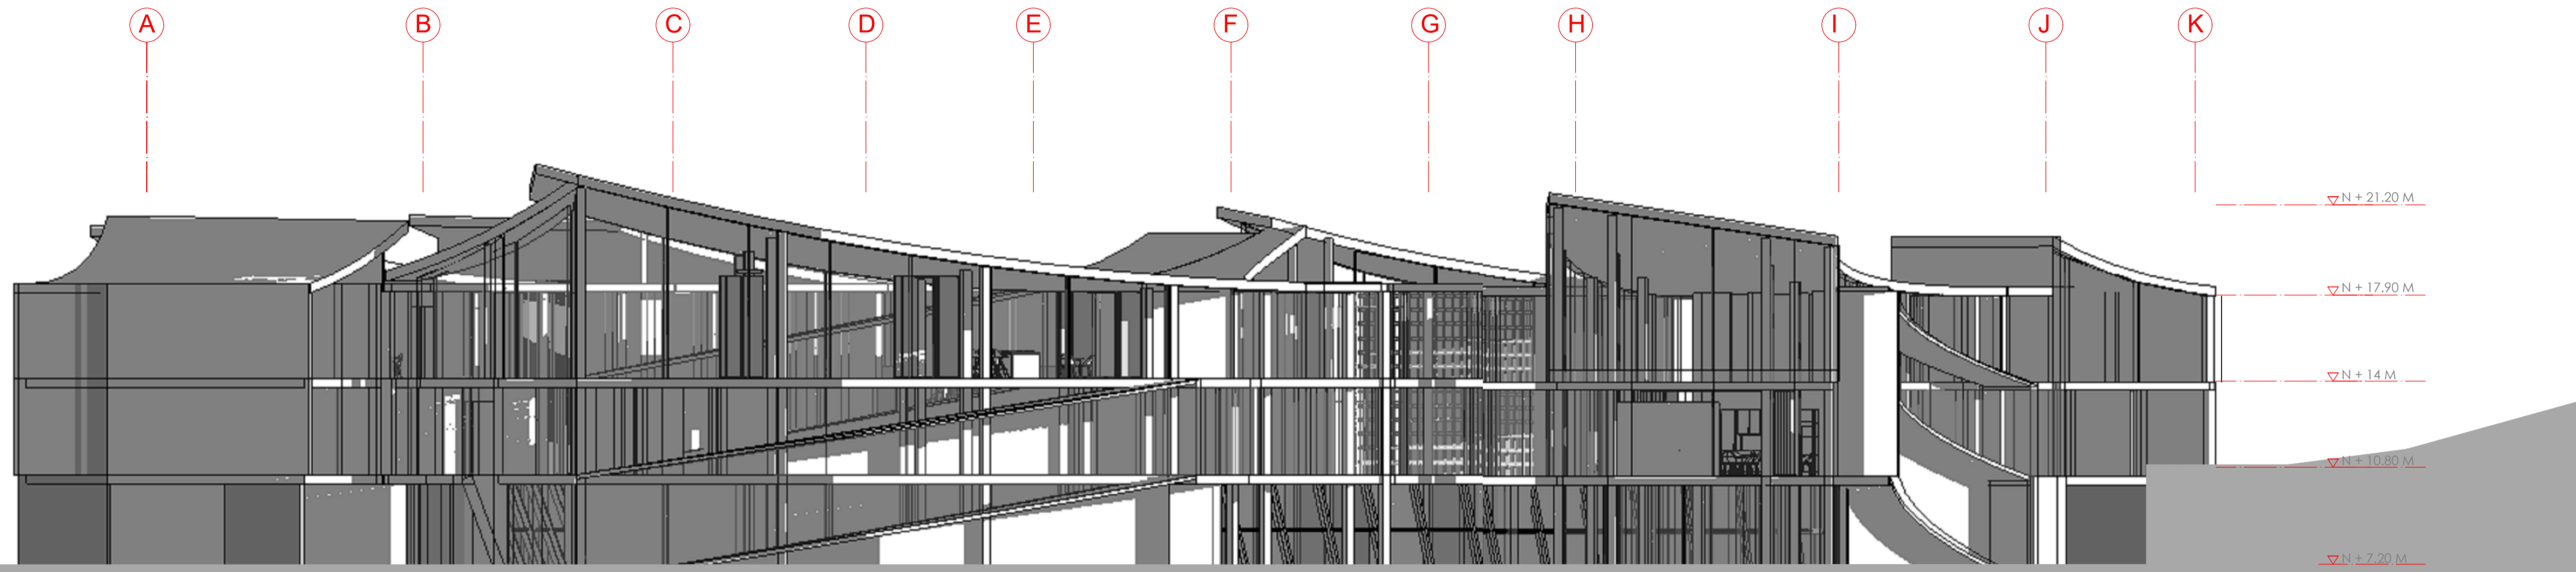 A B C D E F G H I J K
N + 21.20 M
N + 17.90 M
N + 14 M
N + 10.80 M
N + 7.20 M